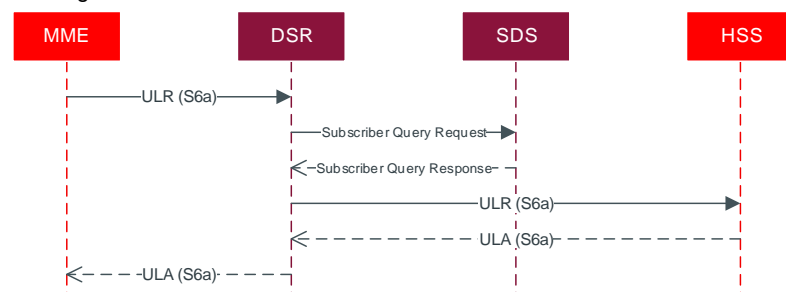 MME
DSR
SDS
HSS
ULR (S6a)
Subscriber Query Request
Subscriber Query Response
ULR (S6a)
ULA (S6a)
ULA (S6a)